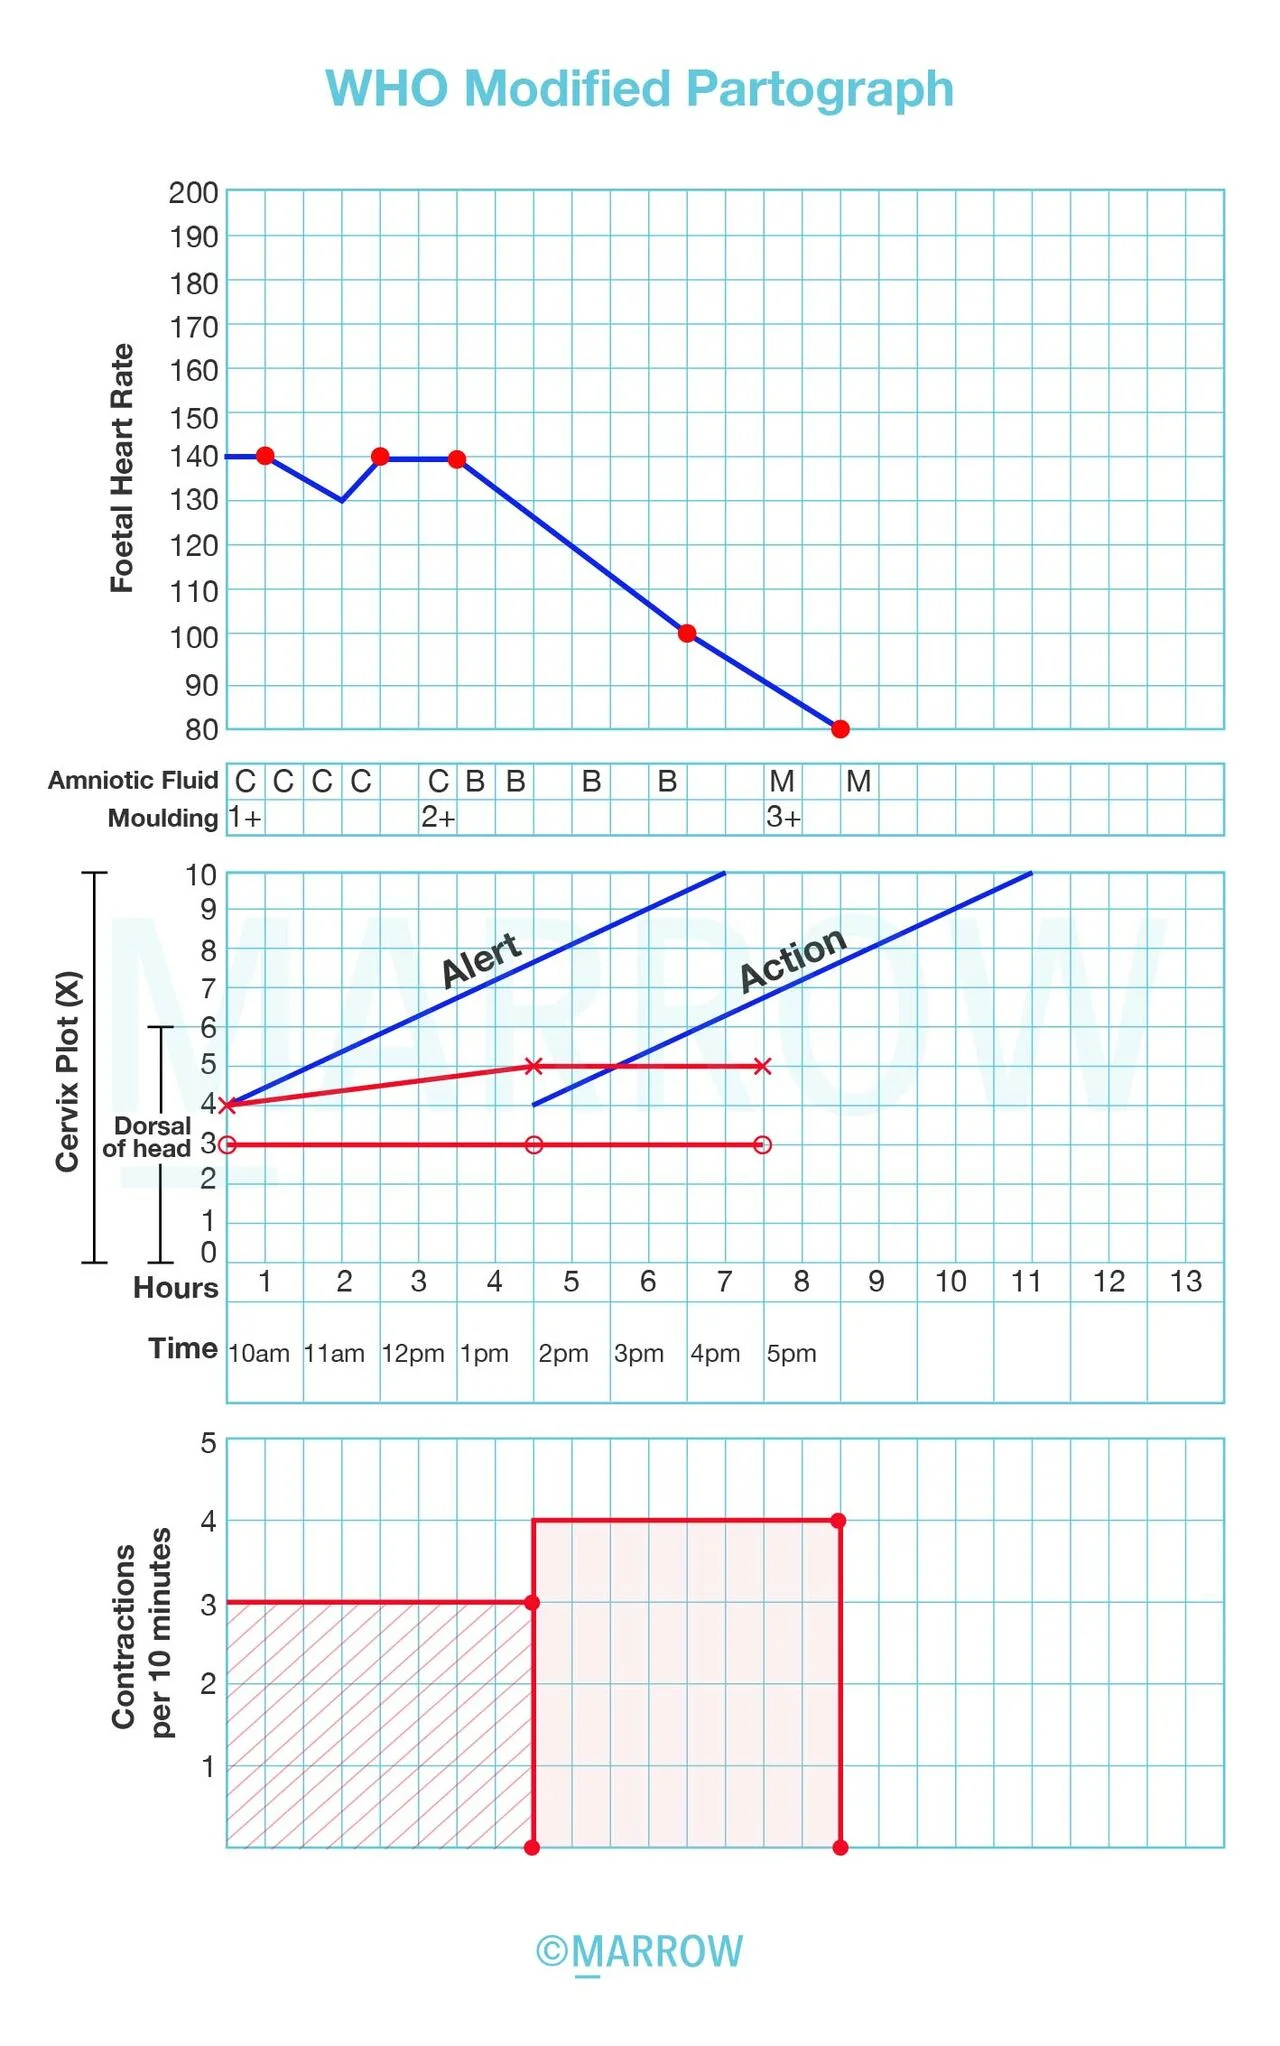 WHO Modified Partograph
200
190
180
170
160
150
140
130
120
110
100
90
80
Foetal Heart Rate
Amniotic Fluid C C C C C B B B B M M
Moulding 1+ 2+ 3+
10
9
8
7
6
5
4
3
2
1
0
Cervix Plot (X)
Dorsal
of head
Alert
Action
MARROW
Hours 1 2 3 4 5 6 7 8 9 10 11 12 13
Time 10am 11am 12pm 1pm 2pm 3pm 4pm 5pm
5
4
3
2
1
Contractions
per 10 minutes
©MARROW